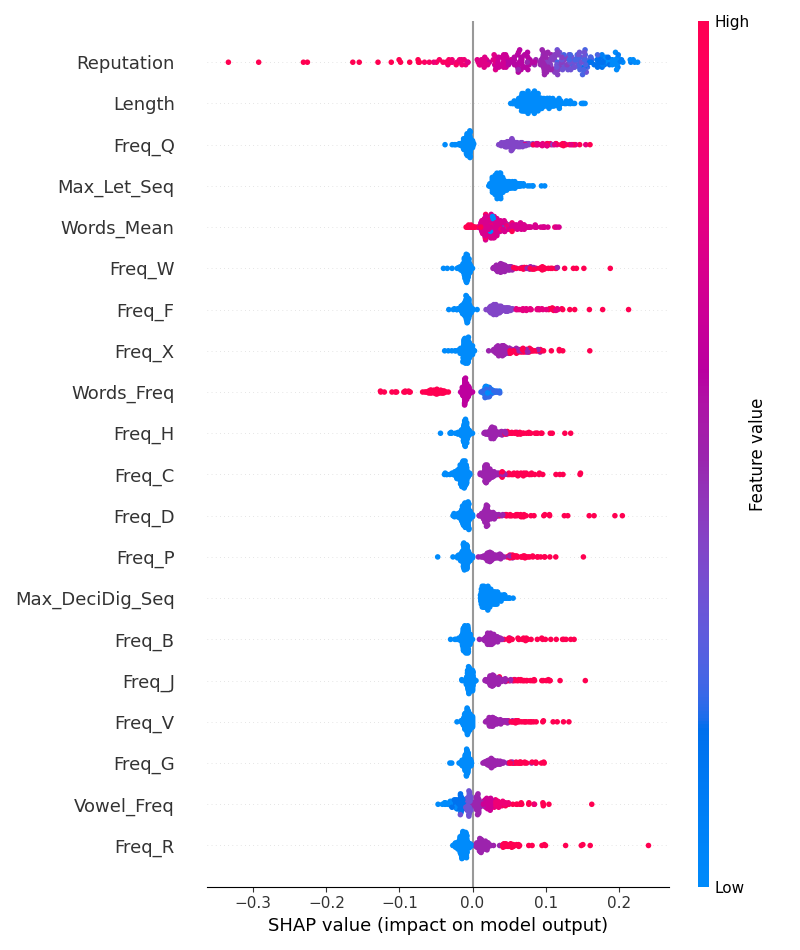 High
Reputation
Length
Freq_Q
Max_Let_Seq
Words_Mean
Freq_W
Freq_F
Freq_X
Words_Freq
Freq_H
Freq_C
Freq_D
Freq_P
Max_DeciDig_Seq
Freq_B
Freq_J
Freq_V
Freq_G
Vowel_Freq
Freq_R
Feature value
Low
−0.3 −0.2 −0.1 0.0 0.1 0.2
SHAP value (impact on model output)